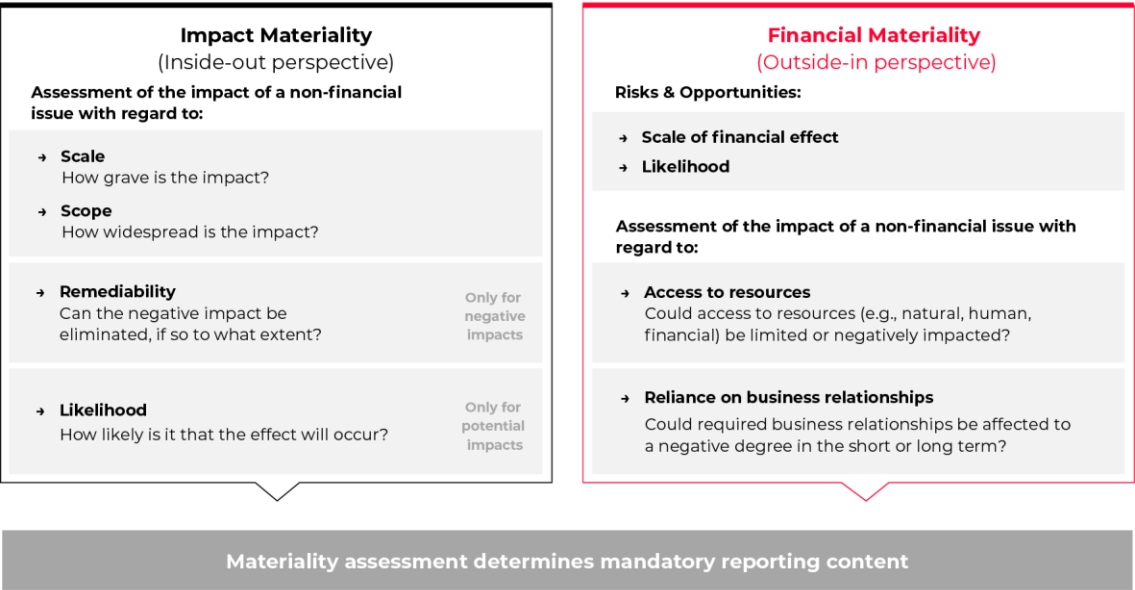 Impact Materiality
(Inside-out perspective)
Assessment of the impact of a non-financial
issue with regard to:
→ Scale
How grave is the impact?
→ Scope
How widespread is the impact?
→ Remediability
Can the negative impact be
eliminated, if so to what extent?
Only for
negative
impacts
→ Likelihood
How likely is it that the effect will occur?
Only for
potential
impacts
Financial Materiality
(Outside-in perspective)
Risks & Opportunities:
→ Scale of financial effect
→ Likelihood
Assessment of the impact of a non-financial issue with
regard to:
→ Access to resources
Could access to resources (e.g., natural, human,
financial) be limited or negatively impacted?
→ Reliance on business relationships
Could required business relationships be affected to
a negative degree in the short or long term?
Materiality assessment determines mandatory reporting content